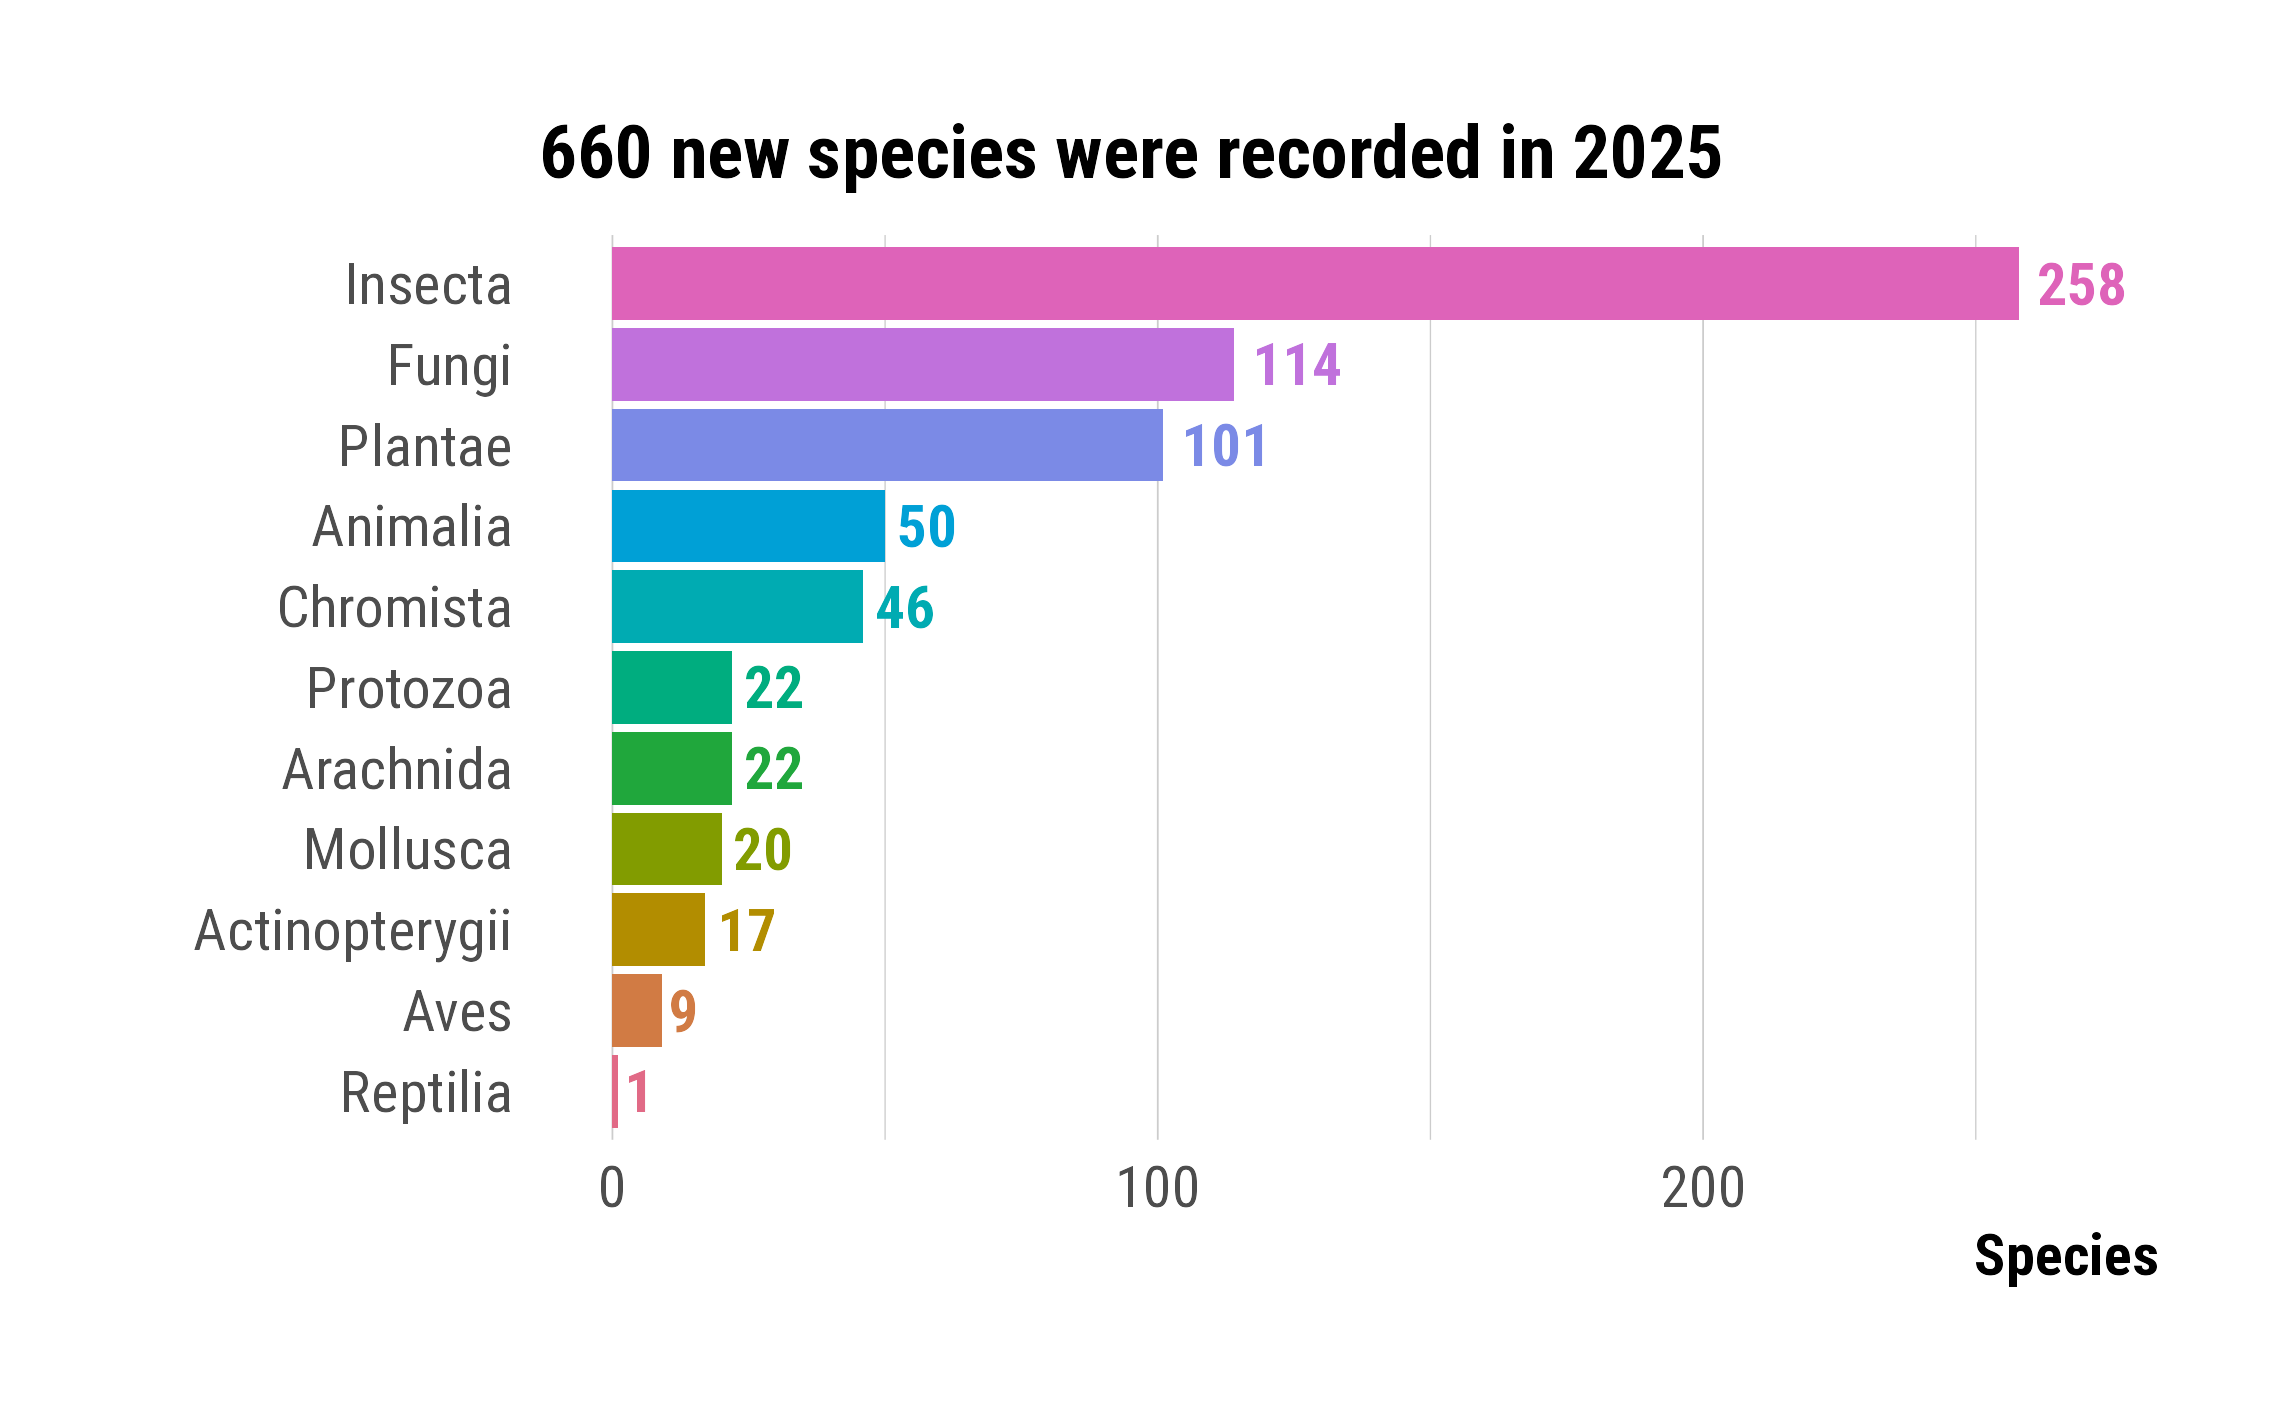 660 new species were recorded in 2025
Insecta 258
Fungi 114
Plantae 101
Animalia 50
Chromista 46
Protozoa 22
Arachnida 22
Mollusca 20
Actinopterygii 17
Aves 9
Reptilia 1
0 100 200
Species